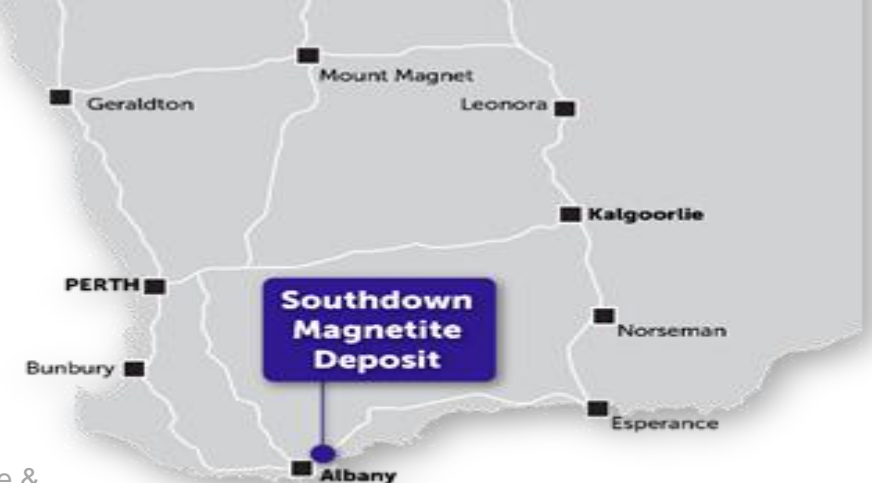 Mount Magnet
Geraldton
Leonora
Kalgoorlie
PERTH
Southdown
Magnetite
Deposit
Norseman
Bunbury
Esperance
e &
Albany